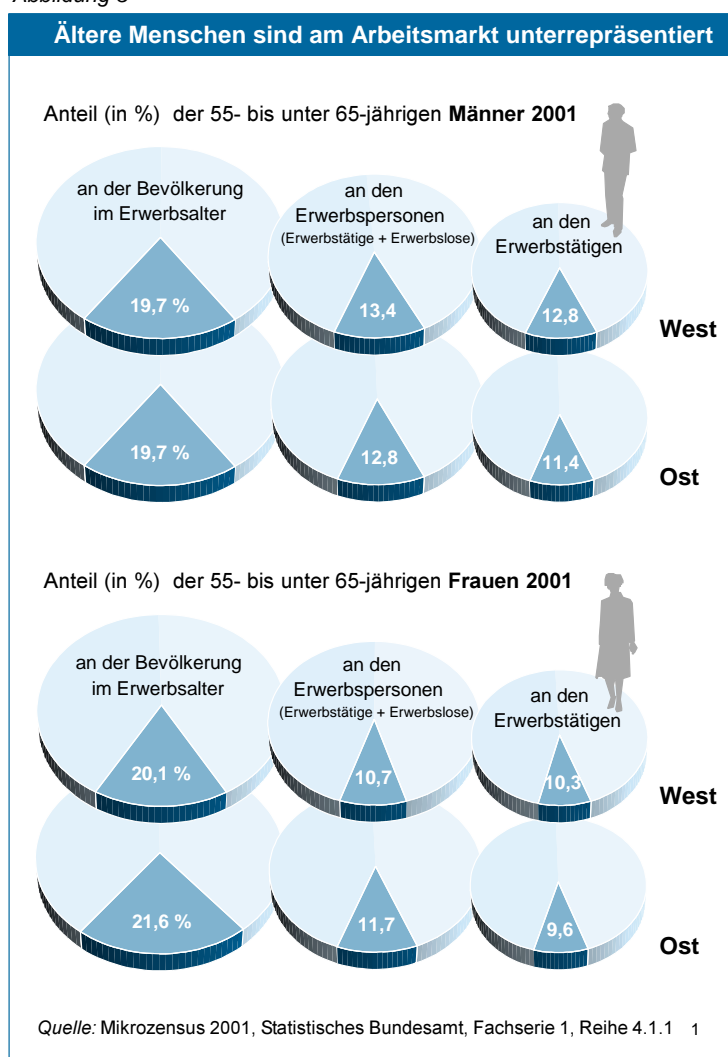 Ältere Menschen sind am Arbeitsmarkt unterrepräsentiert
Anteil (in %) der 55- bis unter 65-jährigen Männer 2001
an der Bevölkerung
im Erwerbsalter
an den
Erwerbspersonen
(Erwerbstätige + Erwerbslose)
an den
Erwerbstätigen
19,7 %
13,4
12,8
West
19,7 %
12,8
11,4
Ost
Anteil (in %) der 55- bis unter 65-jährigen Frauen 2001
an der Bevölkerung
im Erwerbsalter
an den
Erwerbspersonen
(Erwerbstätige + Erwerbslose)
an den
Erwerbstätigen
20,1 %
10,7
10,3
West
21,6 %
11,7
9,6
Ost
Quelle: Mikrozensus 2001, Statistisches Bundesamt, Fachserie 1, Reihe 4.1.1 1